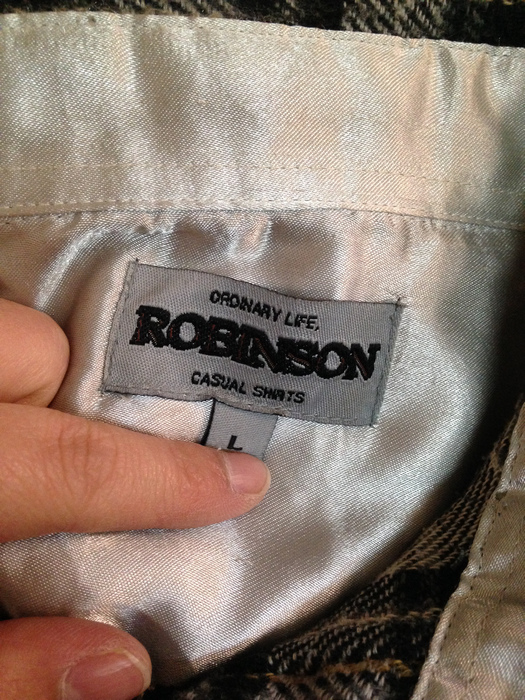 ORDINARY LIFE,
ROBINSON
CASUAL SHIRTS
L